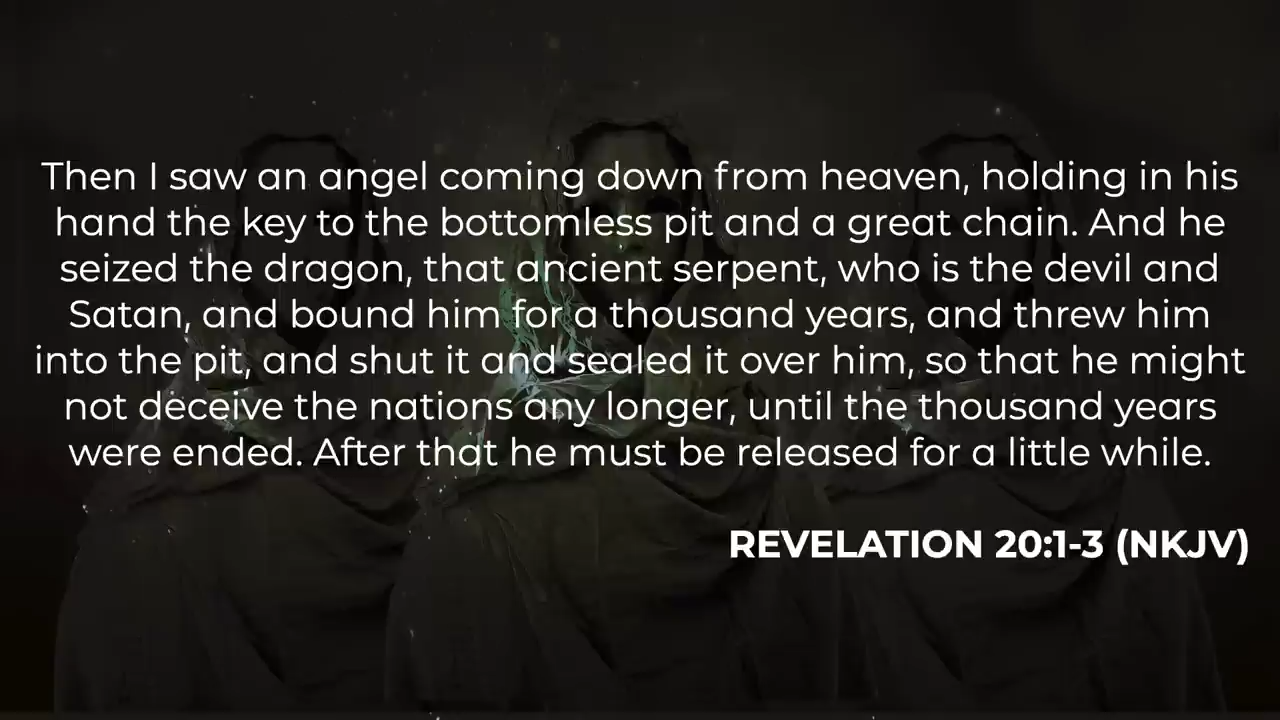 Then I saw an angel coming down from heaven, holding in his
hand the key to the bottomless pit and a great chain. And he
seized the dragon, that ancient serpent, who is the devil and
Satan, and bound him for a thousand years, and threw him
into the pit, and shut it and sealed it over him, so that he might
not deceive the nations any longer, until the thousand years
were ended. After that he must be released for a little while.
REVELATION 20:1-3 (NKJV)